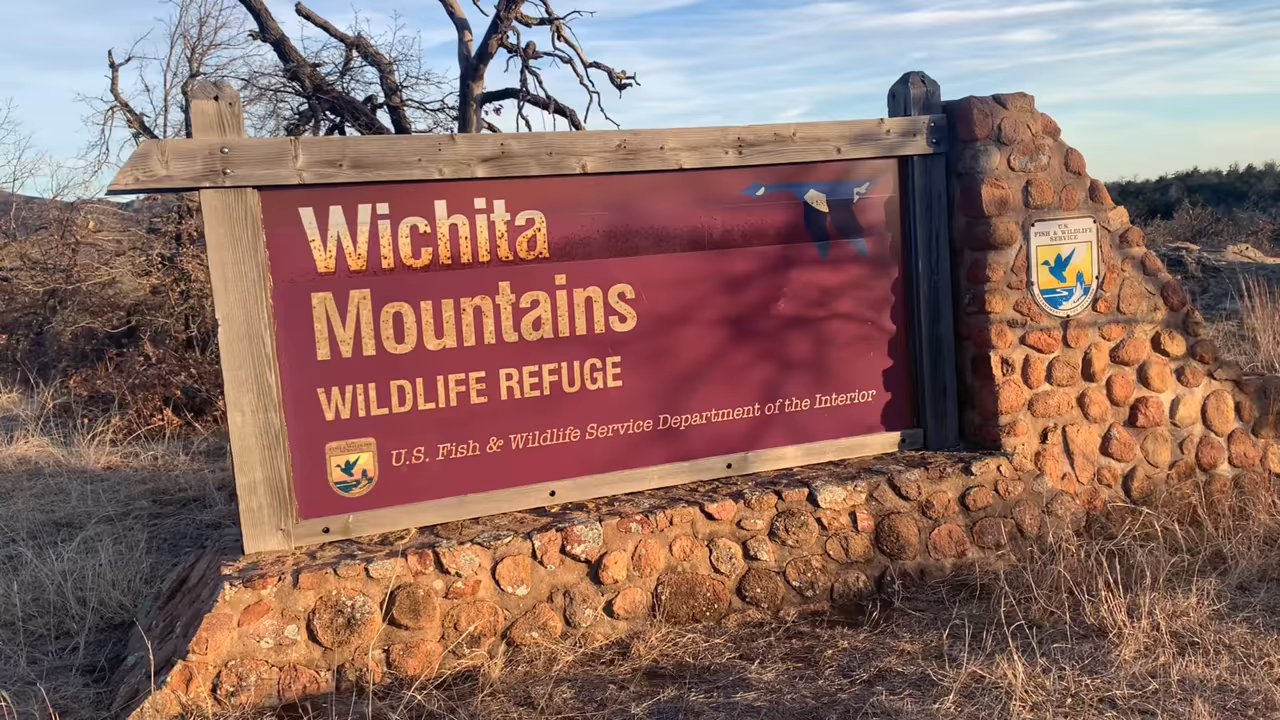 Wichita
Mountains
WILDLIFE REFUGE
U.S. Fish & Wildlife Service Department of the Interior
U.S.
FISH & WILDLIFE
SERVICE